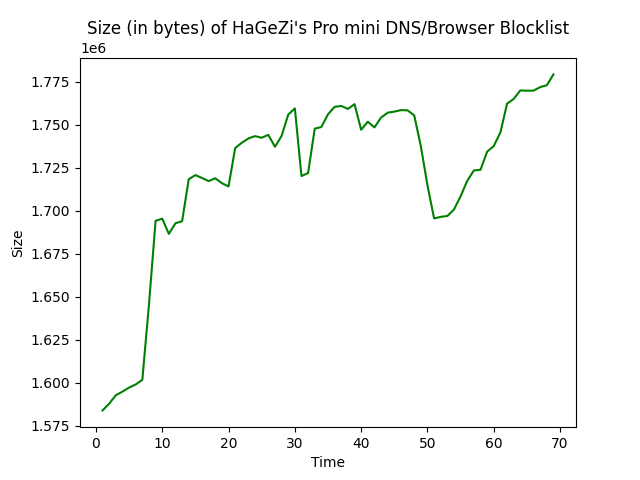 Size (in bytes) of HaGeZi's Pro mini DNS/Browser Blocklist
1e6
1.775
1.750
1.725
1.700
1.675
1.650
1.625
1.600
1.575
Size
0 10 20 30 40 50 60 70
Time